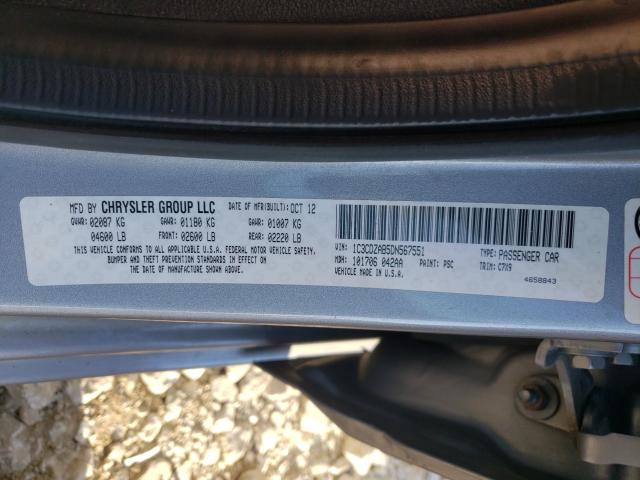 MFD BY CHRYSLER GROUP LLC DATE OF MFR(BUILT): OCT 12
GVWR: 02087 KG GAWR: 01180 KG GAWR: 01007 KG
04600 LB FRONT: 02600 LB REAR: 02220 LB
THIS VEHICLE CONFORMS TO ALL APPLICABLE U.S.A. FEDERAL MOTOR VEHICLE SAFETY,
BUMPER AND THEFT PREVENTION STANDARDS IN EFFECT ON
THE DATE OF MANUFACTURE SHOWN ABOVE.
VIN: 1C3CDZAB5DN567551 TYPE: PASSENGER CAR
MDH: 101706 042AA PAINT: PSC TRIM: C7X9
VEHICLE MADE IN U.S.A. 4658843